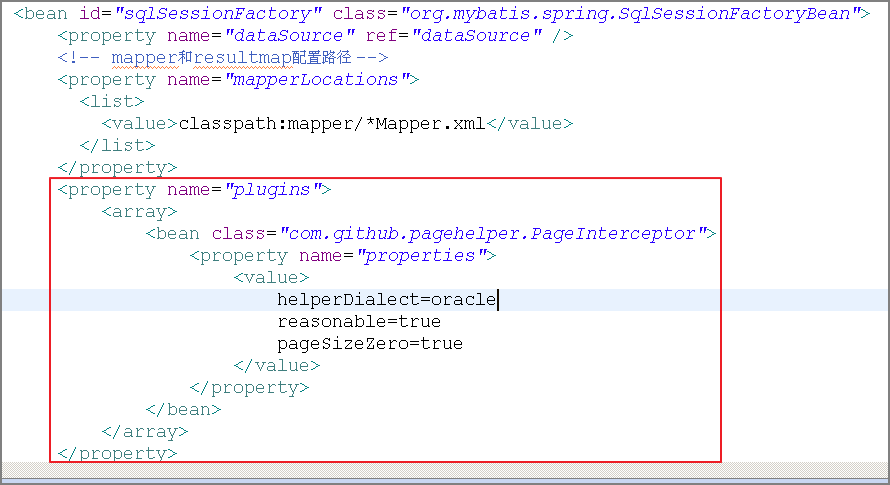 <bean id="sqlSessionFactory" class="org.mybatis.spring.SqlSessionFactoryBean">
<property name="dataSource" ref="dataSource" />
<!-- mapper和resultmap配置路径 -->
<property name="mapperLocations">
<list>
<value>classpath:mapper/*Mapper.xml</value>
</list>
</property>
<property name="plugins">
<array>
<bean class="com.github.pagehelper.PageInterceptor">
<property name="properties">
<value>
helperDialect=oracle
reasonable=true
pageSizeZero=true
</value>
</property>
</bean>
</array>
</property>